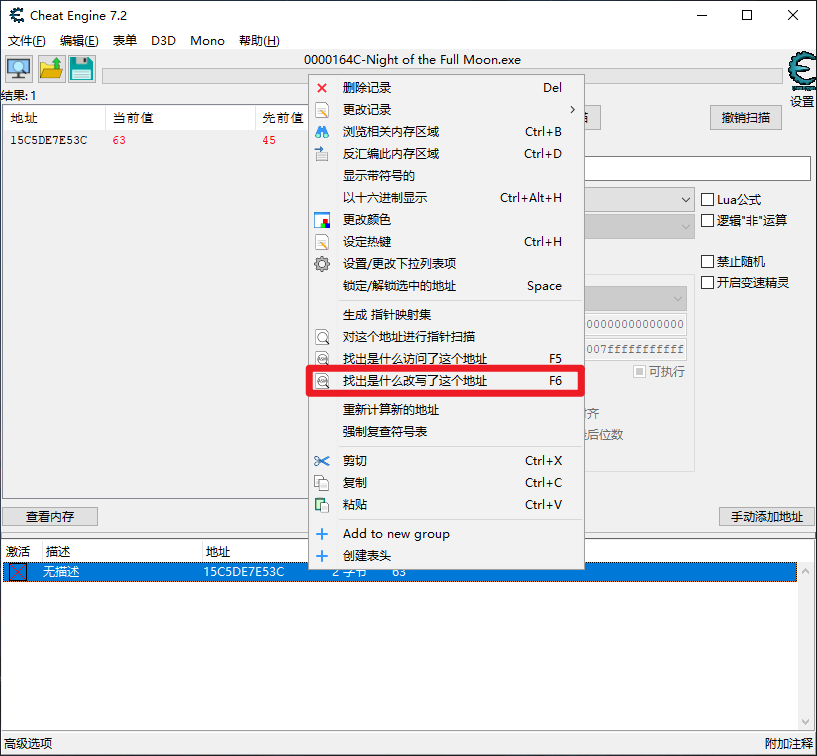 Cheat Engine 7.2
文件(F) 编辑(E) 表单 D3D Mono 帮助(H)
0000164C-Night of the Full Moon.exe
结果: 1
设置
地址 当前值 先前值
15C5DE7E53C 63 45
撤销扫描
Lua公式
逻辑"非"运算
禁止随机
开启变速精灵
00000000000000
007fffffffffff
可执行
对齐
最后位数
删除记录 Del
更改记录
浏览相关内存区域 Ctrl+B
反汇编此内存区域 Ctrl+D
显示带符号的
以十六进制显示 Ctrl+Alt+H
更改颜色
设定热键 Ctrl+H
设置/更改下拉列表项
锁定/解锁选中的地址 Space
生成 指针映射集
对这个地址进行指针扫描
找出是什么访问了这个地址 F5
找出是什么改写了这个地址 F6
重新计算新的地址
强制复查符号表
剪切 Ctrl+X
复制 Ctrl+C
粘贴 Ctrl+V
Add to new group
创建表头
查看内存 手动添加地址
激活 描述 地址
无描述 15C5DE7E53C 2 字节 63
高级选项 附加注释